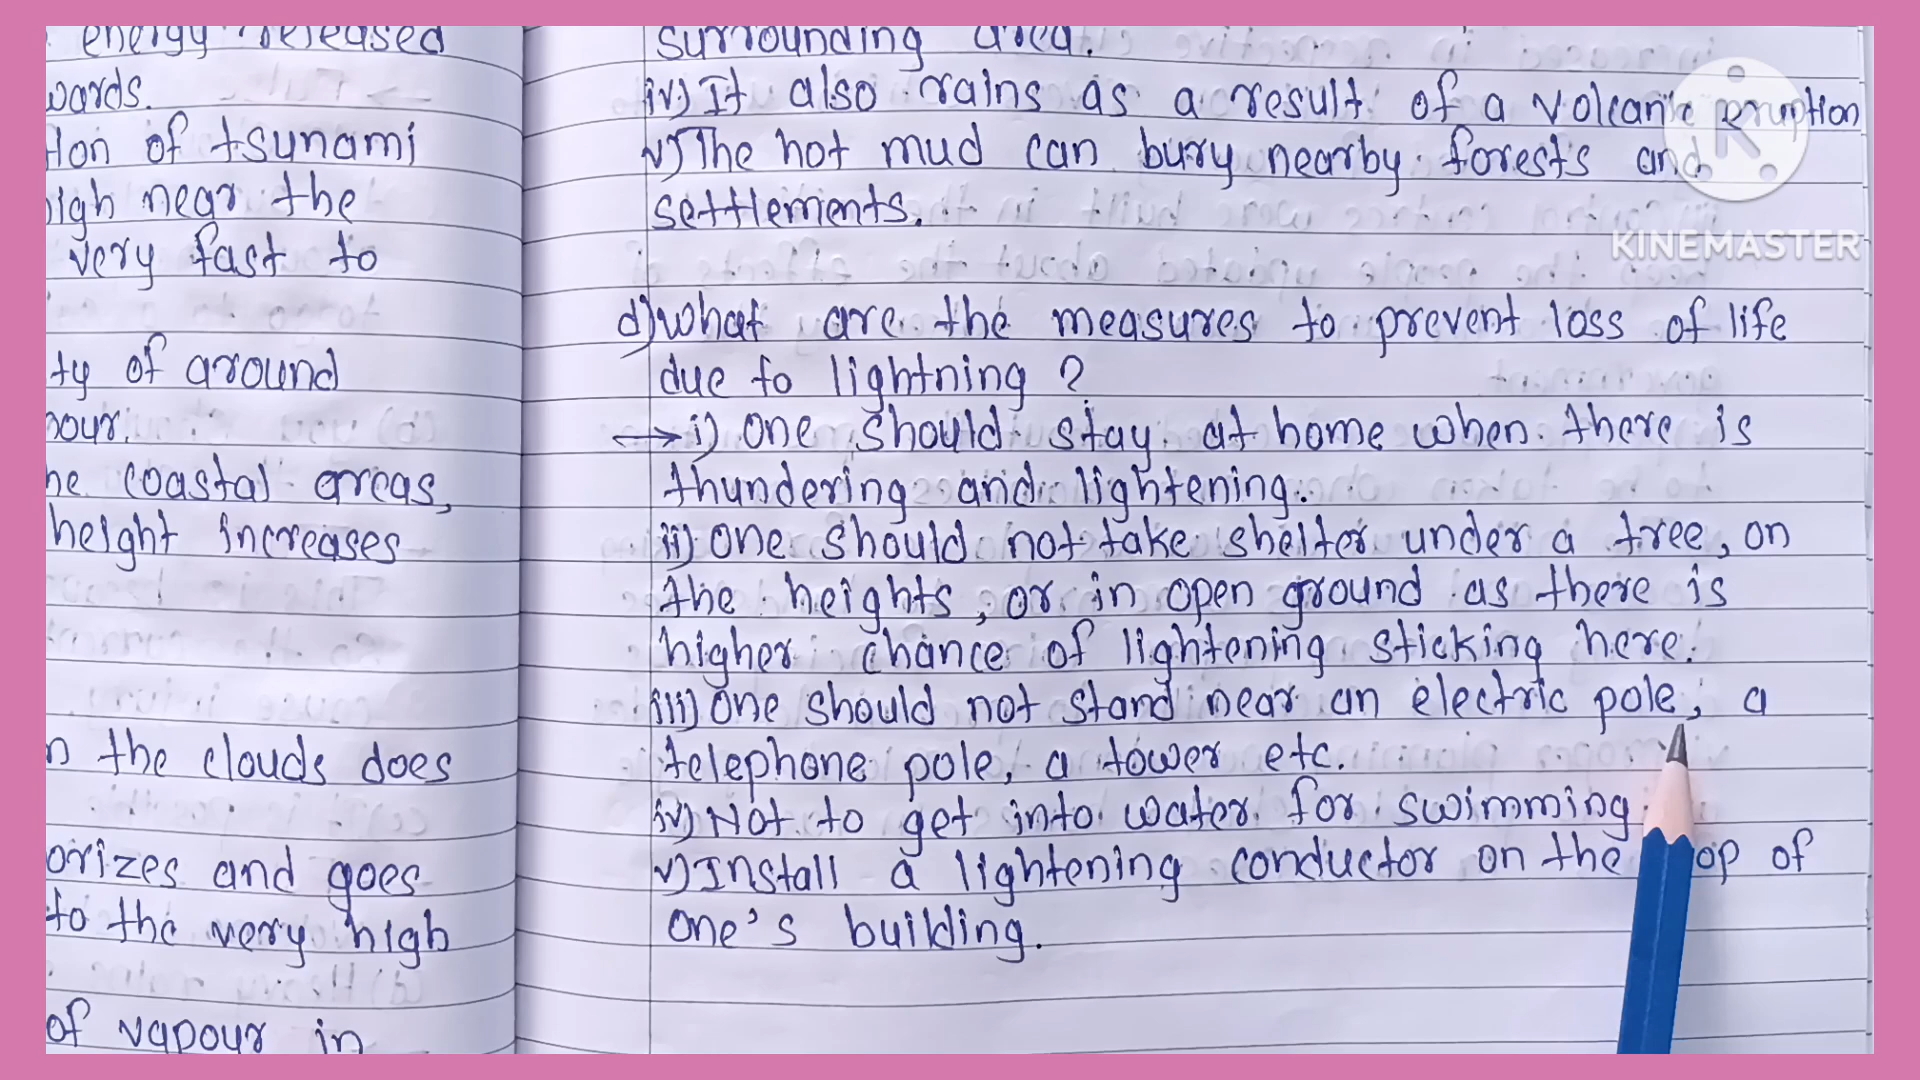 energy released
wards.
tion of tsunami
high near the
very fast to
ty of around
hour.
he coastal areas,
height increases
n the clouds does
orizes and goes
to the very high
of vapour in
surrounding area.
iv) It also rains as a result of a volcanic eruption
v) The hot mud can bury nearby forests and
settlements.
d) What are the measures to prevent loss of life
due to lightning ?
→ i) One should stay at home when there is
thundering and lightening.
ii) One should not take shelter under a tree, on
the heights, or in open ground as there is
higher chance of lightening sticking here.
iii) One should not stand near an electric pole, a
telephone pole, a tower etc.
iv) Not to get into water for swimming
v) Install a lightening conductor on the top of
one's building.
KINEMASTER